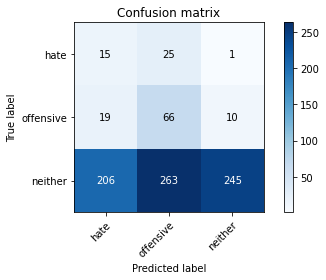 Confusion matrix
True label
hate 15 25 1
offensive 19 66 10
neither 206 263 245
hate offensive neither
Predicted label
250
200
150
100
50